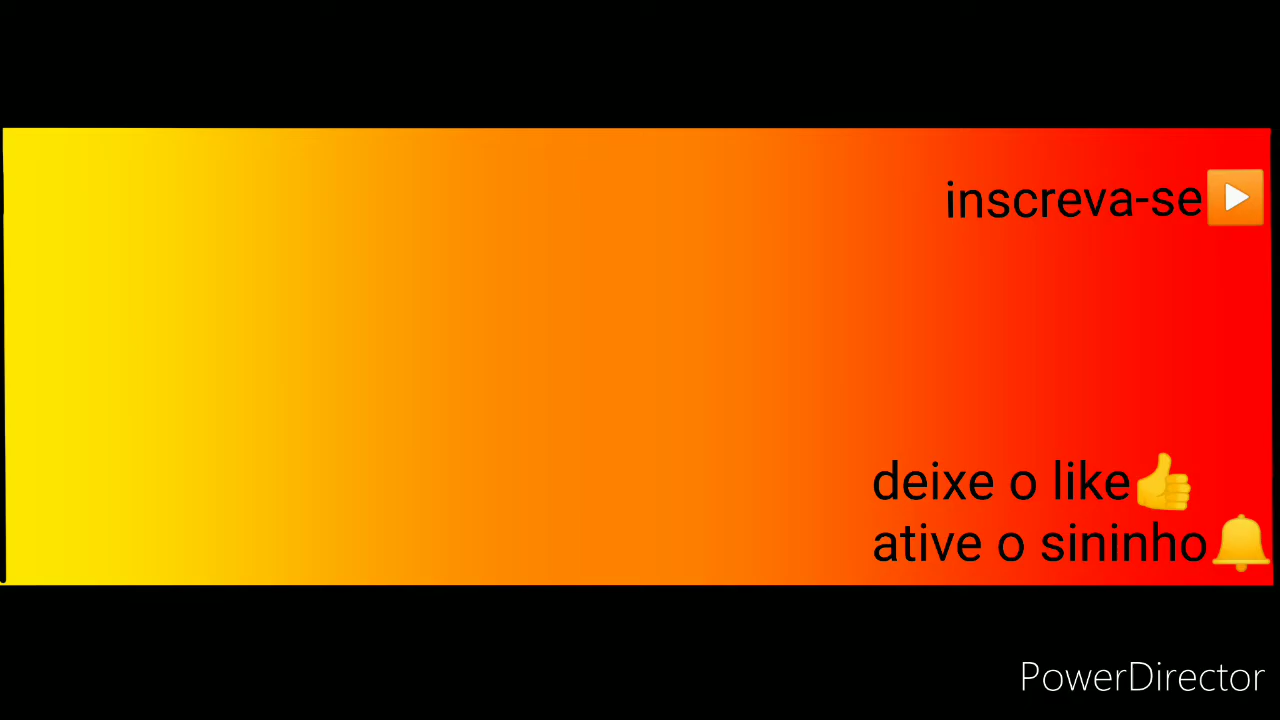 inscreva-se▶️
deixe o like👍
ative o sininho🔔
PowerDirector